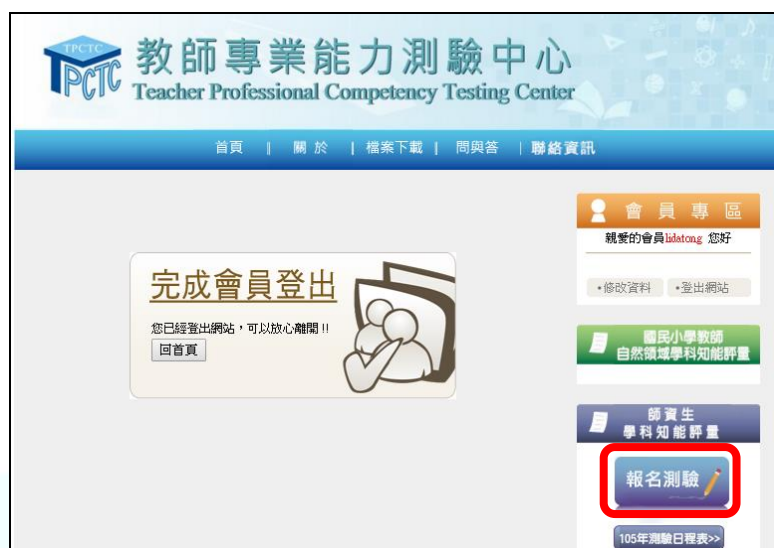 TPCTC
TPCTC
教師專業能力測驗中心
Teacher Professional Competency Testing Center
首頁 | 關於 | 檔案下載 | 問與答 | 聯絡資訊
會員專區
親愛的會員lidatong 您好
•修改資料 •登出網站
完成會員登出
您已經登出網站，可以放心離開!!
回首頁
國民小學教師
自然領域學科知能評量
師資生
學科知能評量
報名測驗
105年測驗日程表>>